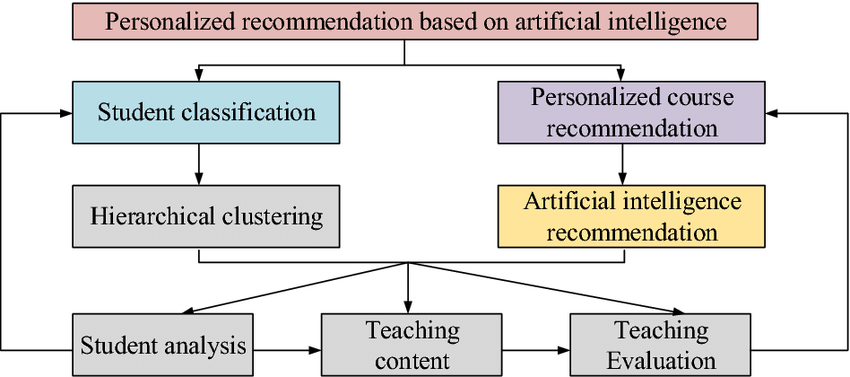 Personalized recommendation based on artificial intelligence
Student classification
Personalized course
recommendation
Hierarchical clustering
Artificial intelligence
recommendation
Student analysis
Teaching
content
Teaching
Evaluation